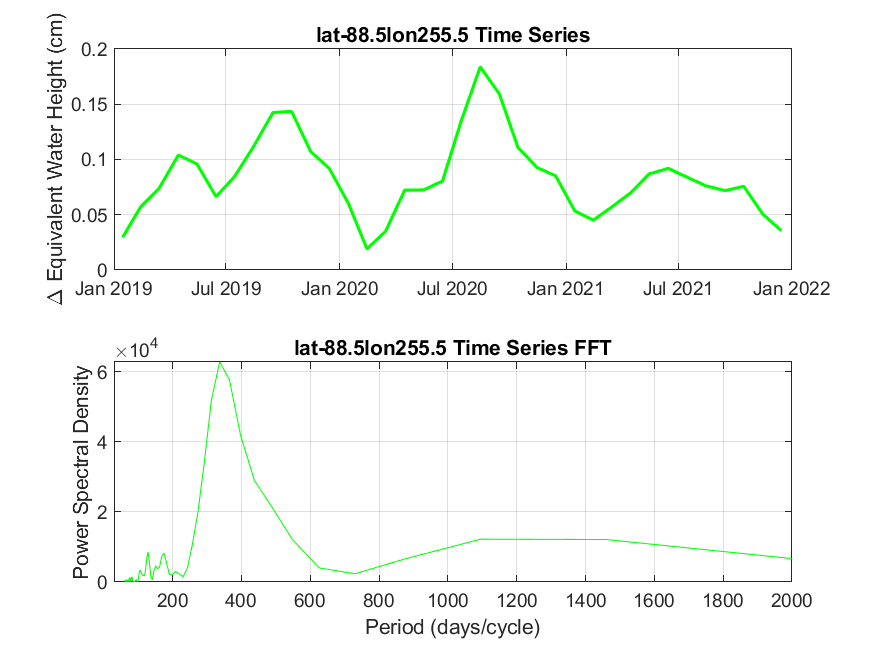 lat-88.5lon255.5 Time Series
Δ Equivalent Water Height (cm)
0.2
0.15
0.1
0.05
0
Jan 2019 Jul 2019 Jan 2020 Jul 2020 Jan 2021 Jul 2021 Jan 2022
lat-88.5lon255.5 Time Series FFT
×10⁴
Power Spectral Density
6
4
2
0
200 400 600 800 1000 1200 1400 1600 1800 2000
Period (days/cycle)